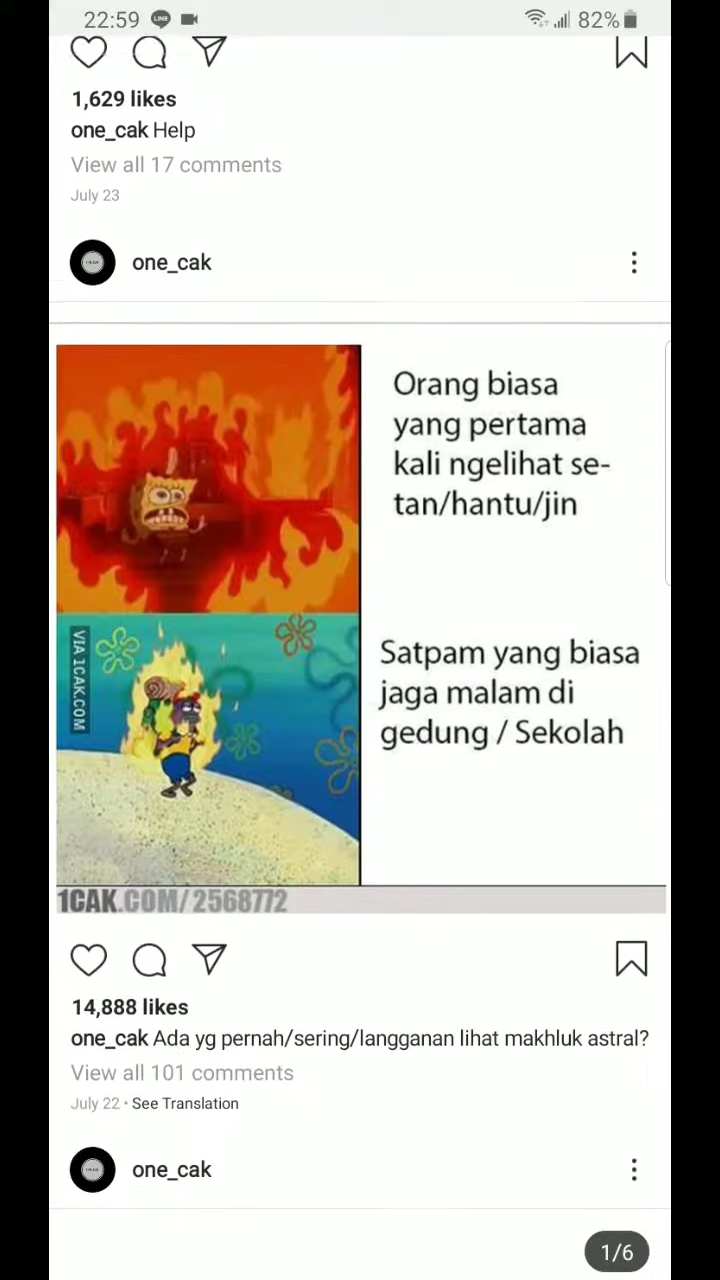 22:59 LINE 82%
1,629 likes
one_cak Help
View all 17 comments
July 23
one_cak
Orang biasa
yang pertama
kali ngelihat se-
tan/hantu/jin
VIA 1CAK.COM
Satpam yang biasa
jaga malam di
gedung / Sekolah
1CAK.COM/2568772
14,888 likes
one_cak Ada yg pernah/sering/langganan lihat makhluk astral?
View all 101 comments
July 22 • See Translation
one_cak
1/6